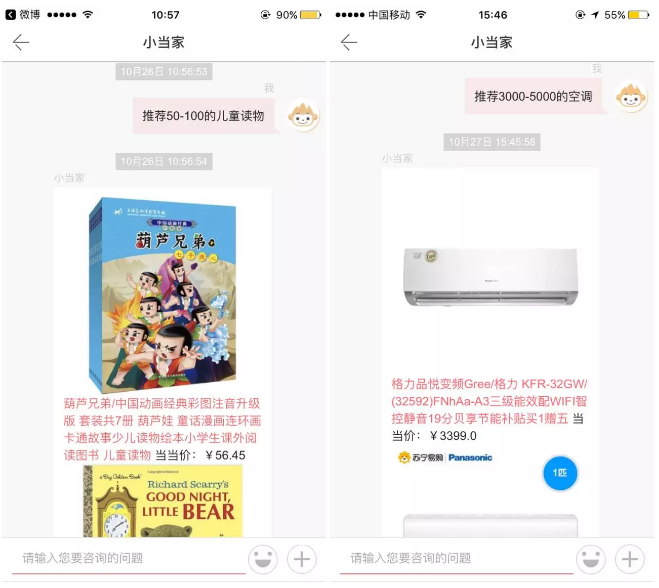 微博
10:57
90%
小当家
10月26日 10:56:53
我
推荐50-100的儿童读物
10月26日 10:56:54
小当家
中国动画经典
葫芦兄弟
七子连心
葫芦兄弟/中国动画经典彩图注音升级
版 套装共7册 葫芦娃 童话漫画连环画
卡通故事少儿读物绘本小学生课外阅
读图书 儿童读物 当当价：￥56.45
a Big Golden Book!
Richard Scarry's
GOOD NIGHT,
LITTLE BEAR
请输入您要咨询的问题
中国移动
15:46
55%
小当家
我
推荐3000-5000的空调
10月27日 15:45:58
小当家
格力品悦变频Gree/格力 KFR-32GW/
(32592)FNhAa-A3三级能效配WIFI智
控静音19分贝享节能补贴买1赠五 当
当价：￥3399.0
苏宁易购 Panasonic
1匹
请输入您要咨询的问题